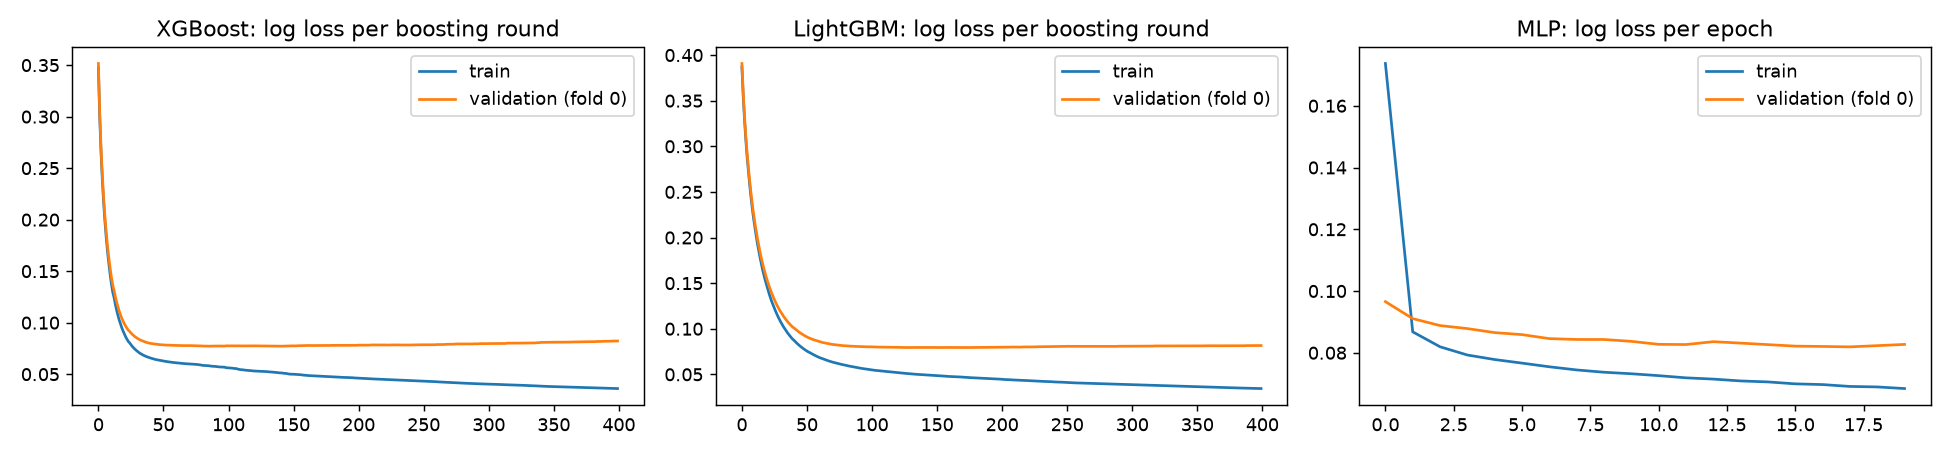 XGBoost: log loss per boosting round
train
validation (fold 0)
0.35
0.30
0.25
0.20
0.15
0.10
0.05
0 50 100 150 200 250 300 350 400
LightGBM: log loss per boosting round
train
validation (fold 0)
0.40
0.35
0.30
0.25
0.20
0.15
0.10
0.05
0 50 100 150 200 250 300 350 400
MLP: log loss per epoch
train
validation (fold 0)
0.16
0.14
0.12
0.10
0.08
0.0 2.5 5.0 7.5 10.0 12.5 15.0 17.5